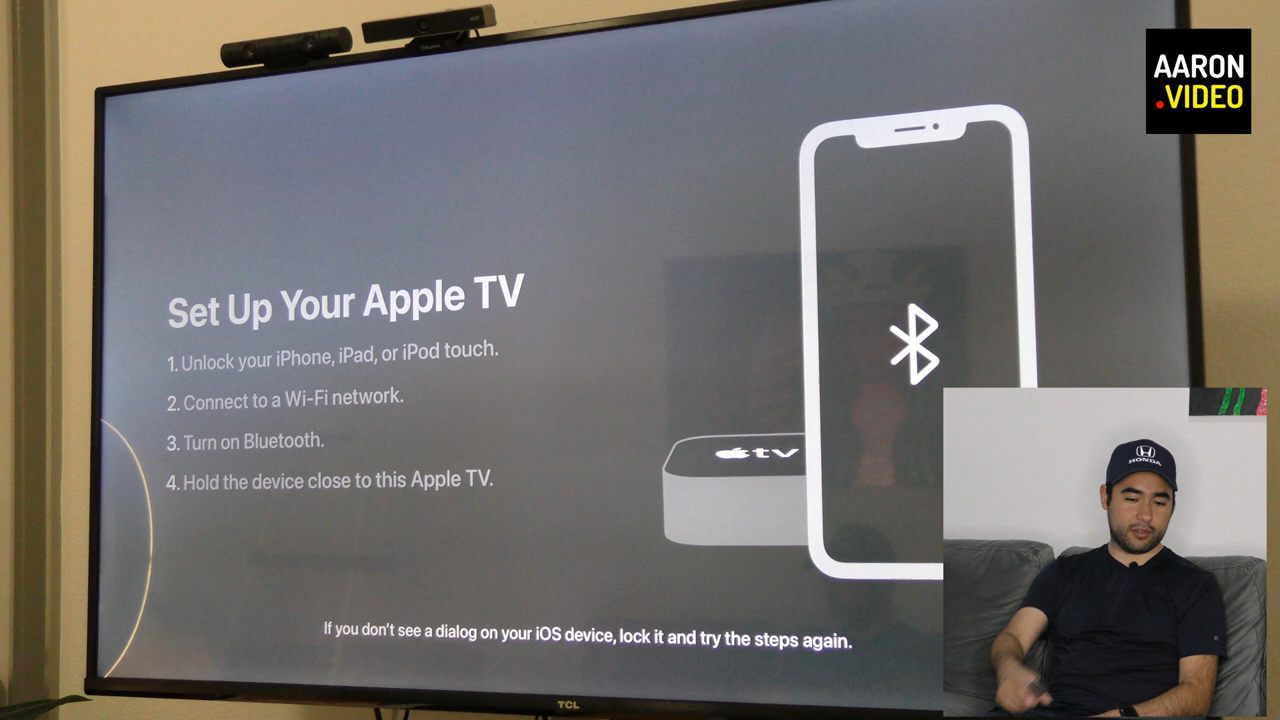 4K
AARON
.VIDEO
Set Up Your Apple TV
1. Unlock your iPhone, iPad, or iPod touch.
2. Connect to a Wi-Fi network.
3. Turn on Bluetooth.
4. Hold the device close to this Apple TV.
tv
HONDA
If you don't see a dialog on your iOS device, lock it and try the steps again.
TCL